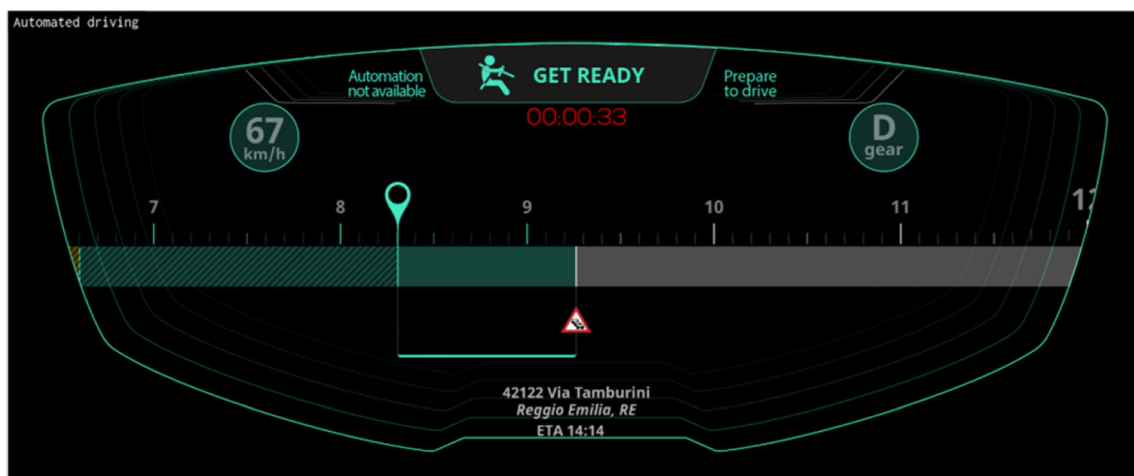 Automated driving
Automation
not available
GET READY
Prepare
to drive
00:00:33
67
km/h
D
gear
7 8 9 10 11
42122 Via Tamburini
Reggio Emilia, RE
ETA 14:14